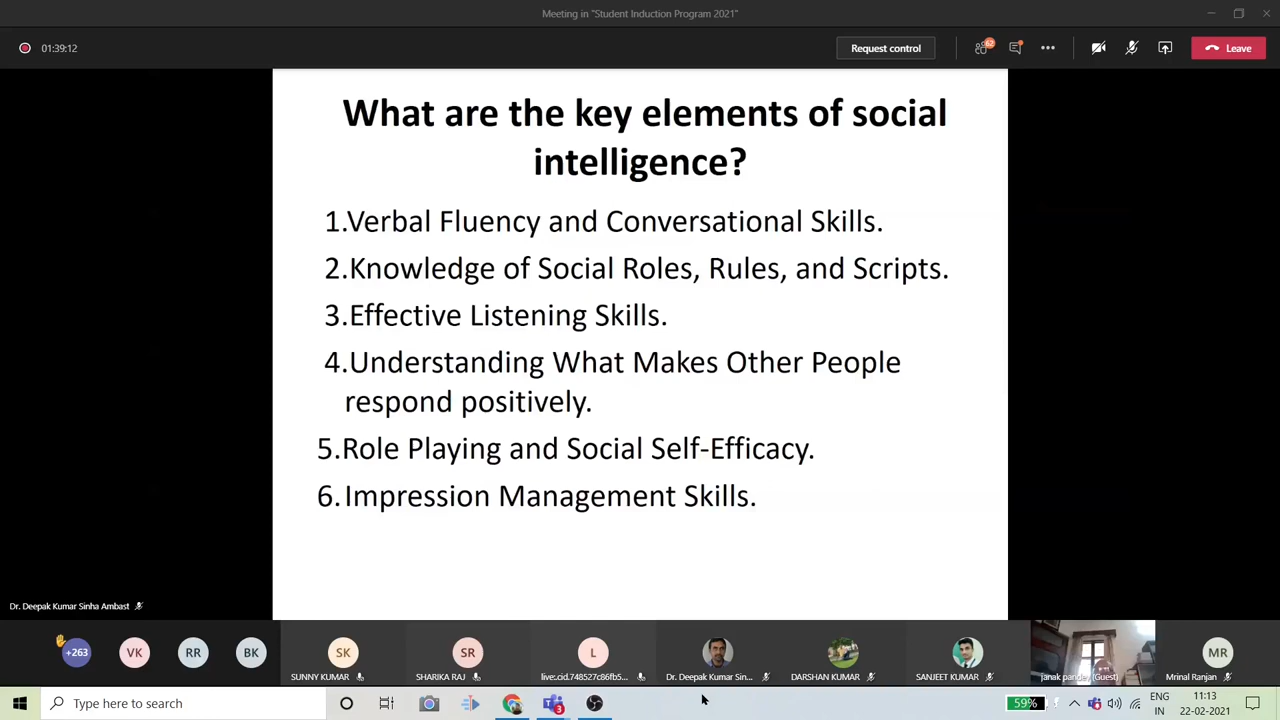 Meeting in "Student Induction Program 2021"
01:39:12
Request control
62
Leave
What are the key elements of social
intelligence?
1.Verbal Fluency and Conversational Skills.
2.Knowledge of Social Roles, Rules, and Scripts.
3.Effective Listening Skills.
4.Understanding What Makes Other People
respond positively.
5.Role Playing and Social Self-Efficacy.
6.Impression Management Skills.
Dr. Deepak Kumar Sinha Ambast
+263
VK
RR
BK
SK
SUNNY KUMAR
SR
SHARIKA RAJ
L
live:.cid.748527c86fb5...
Dr. Deepak Kumar Sin...
DARSHAN KUMAR
SANJEET KUMAR
janak pandey (Guest)
MR
Mrinal Ranjan
Type here to search
3
59%
ENG
IN
11:13
22-02-2021